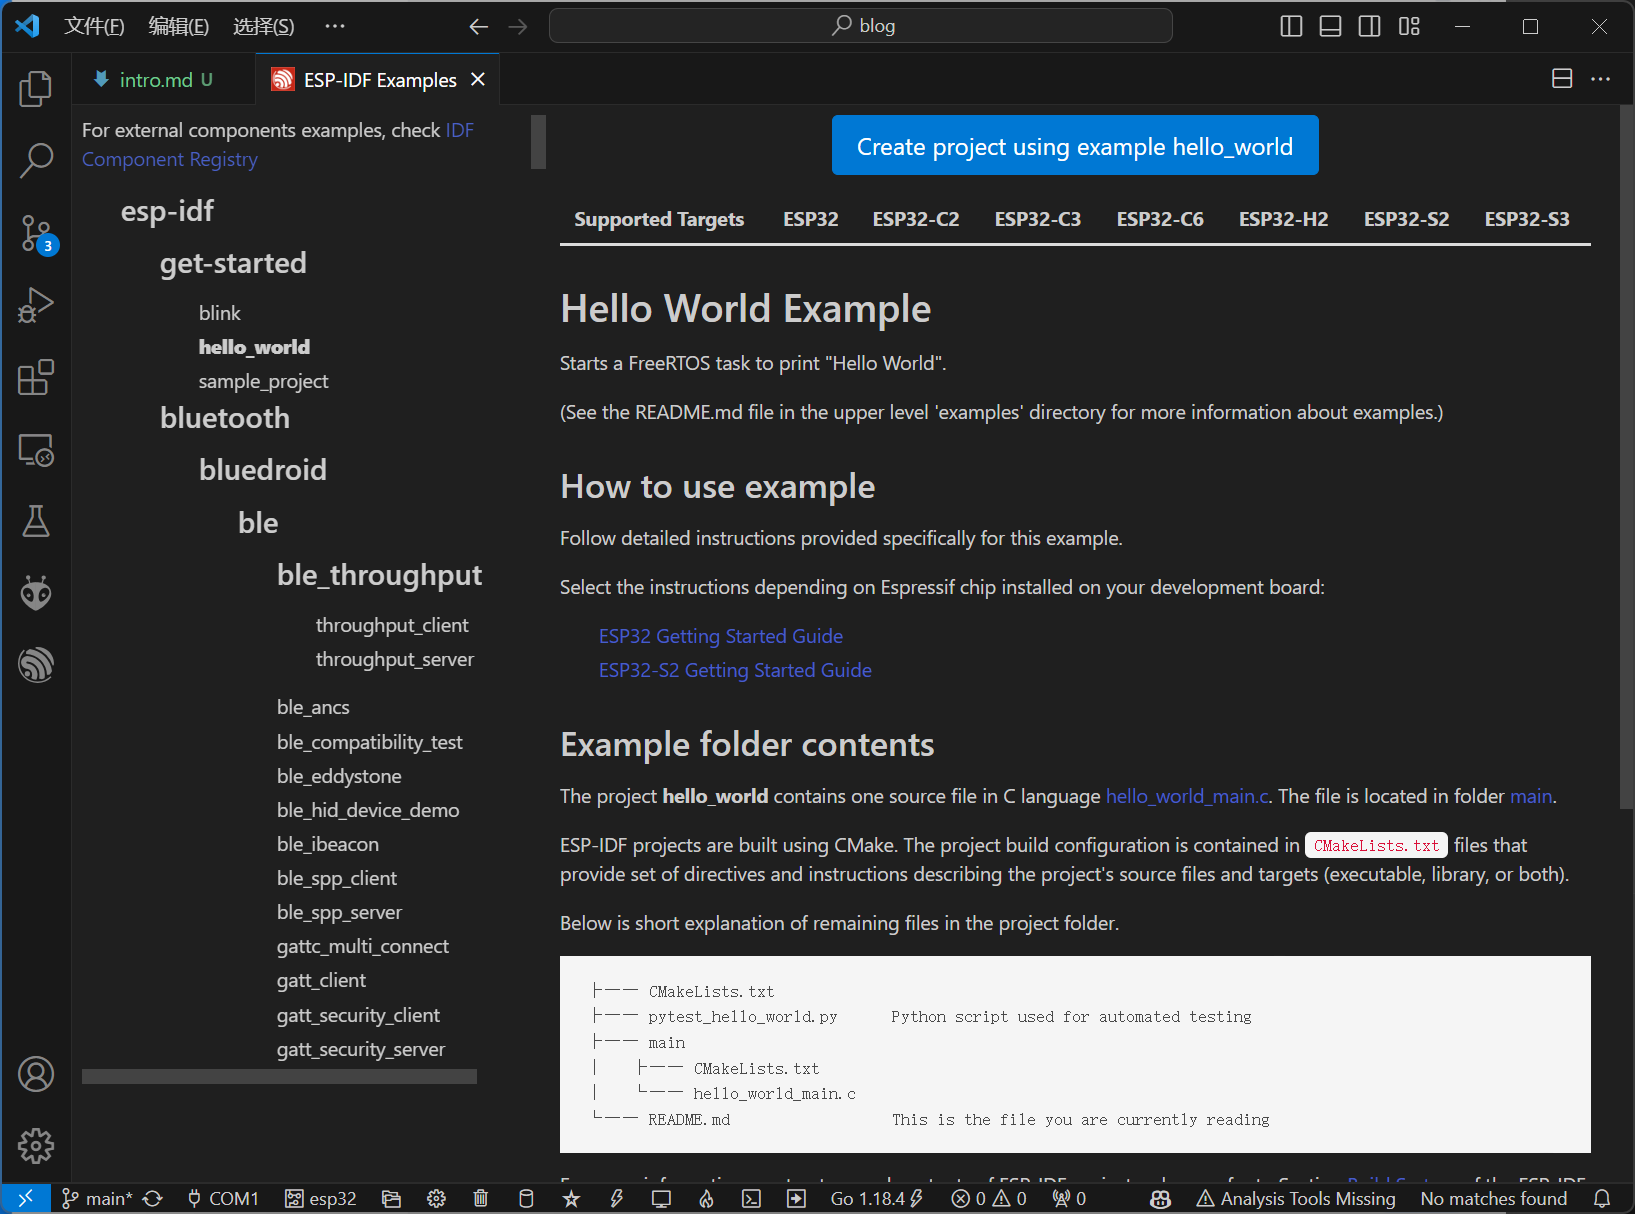 文件(F) 编辑(E) 选择(S) ··· blog
intro.md U ESP-IDF Examples
For external components examples, check IDF
Component Registry
esp-idf
get-started
blink
hello_world
sample_project
bluetooth
bluedroid
ble
ble_throughput
throughput_client
throughput_server
ble_ancs
ble_compatibility_test
ble_eddystone
ble_hid_device_demo
ble_ibeacon
ble_spp_client
ble_spp_server
gattc_multi_connect
gatt_client
gatt_security_client
gatt_security_server
3
Create project using example hello_world
Supported Targets ESP32 ESP32-C2 ESP32-C3 ESP32-C6 ESP32-H2 ESP32-S2 ESP32-S3
Hello World Example
Starts a FreeRTOS task to print "Hello World".
(See the README.md file in the upper level 'examples' directory for more information about examples.)
How to use example
Follow detailed instructions provided specifically for this example.
Select the instructions depending on Espressif chip installed on your development board:
ESP32 Getting Started Guide
ESP32-S2 Getting Started Guide
Example folder contents
The project hello_world contains one source file in C language hello_world_main.c. The file is located in folder main.
ESP-IDF projects are built using CMake. The project build configuration is contained in CMakeLists.txt files that
provide set of directives and instructions describing the project's source files and targets (executable, library, or both).
Below is short explanation of remaining files in the project folder.
├── CMakeLists.txt
├── pytest_hello_world.py Python script used for automated testing
├── main
│ ├── CMakeLists.txt
│ └── hello_world_main.c
└── README.md This is the file you are currently reading
main* COM1 esp32 Go 1.18.4 0 0 0 Analysis Tools Missing No matches found